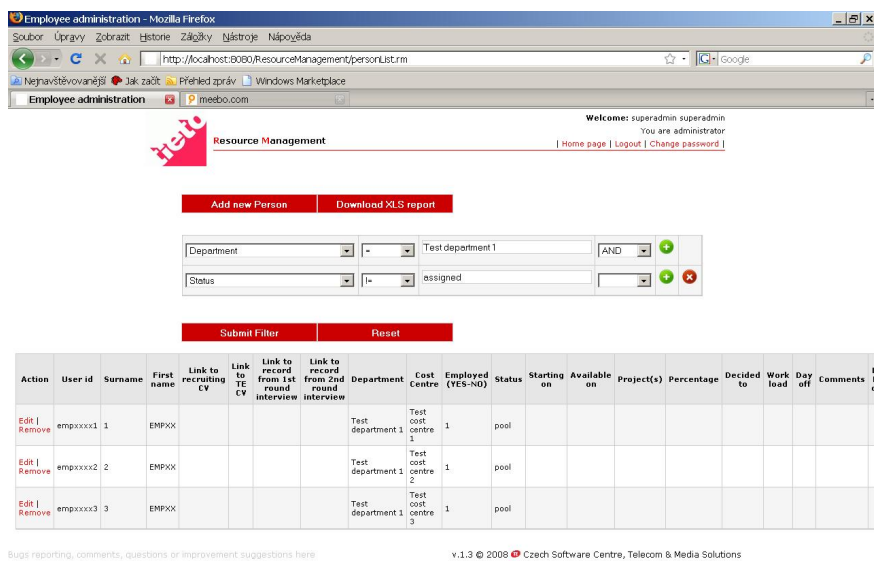 Employee administration - Mozilla Firefox
Soubor Úpravy Zobrazit Historie Záložky Nástroje Nápověda
http://localhost:8080/ResourceManagement/personList.rm
Google
Nejnavštěvovanější Jak začít Přehled zpráv Windows Marketplace
Employee administration meebo.com
tieto
Resource Management
Welcome: superadmin superadmin
You are administrator
| Home page | Logout | Change password |
Add new Person Download XLS report
Department = Test department 1 AND
Status != assigned
Submit Filter Reset
Action User id Surname First name Link to recruiting CV Link to TE CV Link to record from 1st round interview Link to record from 2nd round interview Department Cost Centre Employed (YES-NO) Status Starting on Available on Project(s) Percentage Decided to Work load Day off Comments
Edit | Remove empxxxx1 1 EMPXX Test department 1 Test cost centre 1 1 pool
Edit | Remove empxxxx2 2 EMPXX Test department 1 Test cost centre 2 1 pool
Edit | Remove empxxxx3 3 EMPXX Test department 1 Test cost centre 3 1 pool
Bugs reporting, comments, questions or improvement suggestions here
v.1.3 © 2008 Czech Software Centre, Telecom & Media Solutions